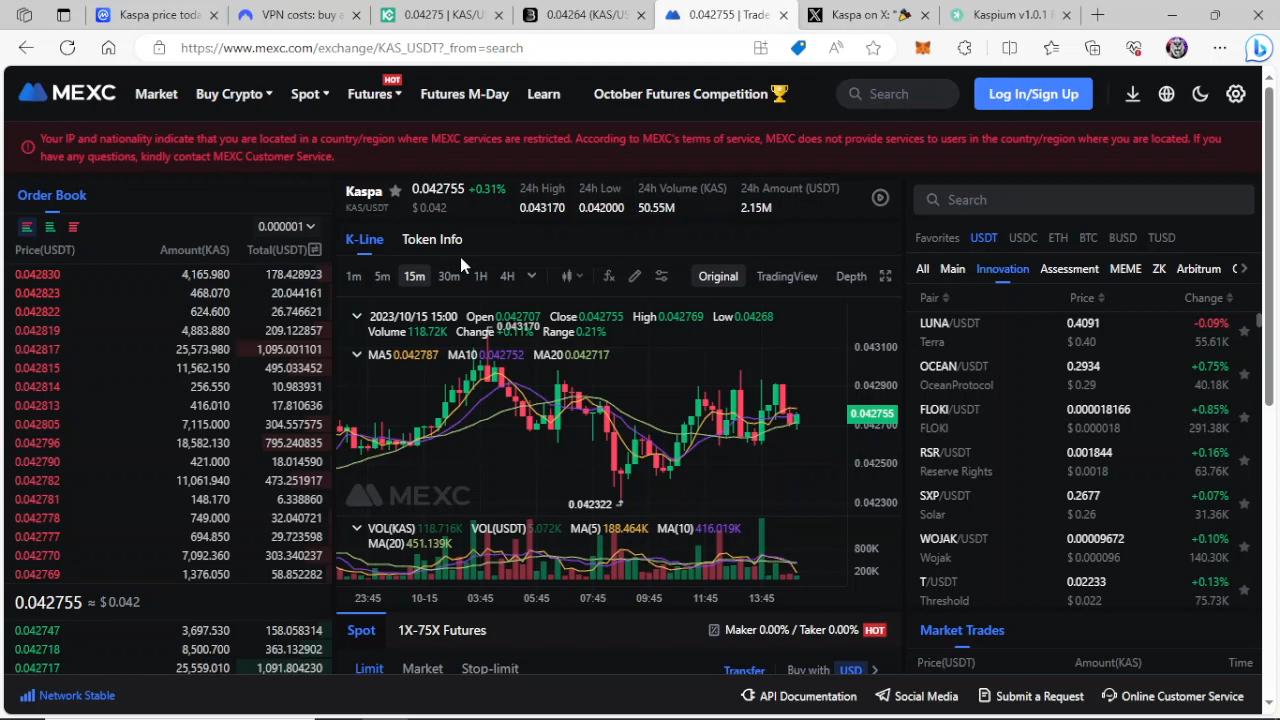 Kaspa price toda
VPN costs: buy a
0.04275 | KAS/US
0.04264 (KAS/US
0.042755 | Trade
Kaspa on X: "🎉
Kaspium v1.0.1 F
https://www.mexc.com/exchange/KAS_USDT?_from=search
MEXC Market Buy Crypto Spot Futures HOT Futures M-Day Learn October Futures Competition Search Log In/Sign Up
Your IP and nationality indicate that you are located in a country/region where MEXC services are restricted. According to MEXC's terms of service, MEXC does not provide services to users in the country/region where you are located. If you
have any questions, kindly contact MEXC Customer Service.
Order Book
0.000001
Price(USDT) Amount(KAS) Total(USDT)
0.042830 4,165.980 178.428923
0.042823 468.070 20.044161
0.042822 624.600 26.746621
0.042819 4,883.880 209.122857
0.042817 25,573.980 1,095.001101
0.042815 11,562.150 495.033452
0.042814 256.550 10.983931
0.042813 416.010 17.810636
0.042805 7,115.000 304.557575
0.042796 18,582.130 795.240835
0.042790 421.000 18.014590
0.042782 11,061.940 473.251917
0.042781 148.170 6.338860
0.042778 749.000 32.040721
0.042777 694.850 29.723598
0.042770 7,092.360 303.340237
0.042769 1,376.050 58.852282
0.042755 ≈ $0.042
0.042747 3,697.530 158.058314
0.042718 8,500.700 363.132902
0.042717 25,559.010 1,091.804230
Kaspa 0.042755 +0.31% 24h High 24h Low 24h Volume (KAS) 24h Amount (USDT)
KAS/USDT $ 0.042 0.043170 0.042000 50.55M 2.15M
K-Line Token Info
1m 5m 15m 30m 1H 4H Original TradingView Depth
2023/10/15 15:00 Open 0.042707 Close 0.042755 High 0.042769 Low 0.04268
Volume 118.72K Change +0.11% Range 0.21%
0.043170
MA5 0.042787 MA10 0.042752 MA20 0.042717
0.043100
0.042900
0.042755
0.042700
0.042500
0.042300
MEXC
0.042322
VOL(KAS) 118.716K VOL(USDT) 5.072K MA(5) 188.464K MA(10) 416.019K
MA(20) 451.139K
800K
200K
23:45 10-15 03:45 05:45 07:45 09:45 11:45 13:45
Spot 1X-75X Futures Maker 0.00% / Taker 0.00% HOT
Limit Market Stop-limit Transfer Buy with USD
Search
Favorites USDT USDC ETH BTC BUSD TUSD
All Main Innovation Assessment MEME ZK Arbitrum
Pair Price Change
LUNA/USDT 0.4091 -0.09%
Terra $ 0.40 55.61K
OCEAN/USDT 0.2934 +0.75%
OceanProtocol $ 0.29 40.18K
FLOKI/USDT 0.000018166 +0.85%
FLOKI $ 0.000018 291.38K
RSR/USDT 0.001844 +0.16%
Reserve Rights $ 0.0018 63.76K
SXP/USDT 0.2677 +0.07%
Solar $ 0.26 31.36K
WOJAK/USDT 0.00009672 +0.10%
Wojak $ 0.000096 140.30K
T/USDT 0.02233 +0.13%
Threshold $ 0.022 75.73K
Market Trades
Price(USDT) Amount(KAS) Time
Network Stable API Documentation Social Media Submit a Request Online Customer Service